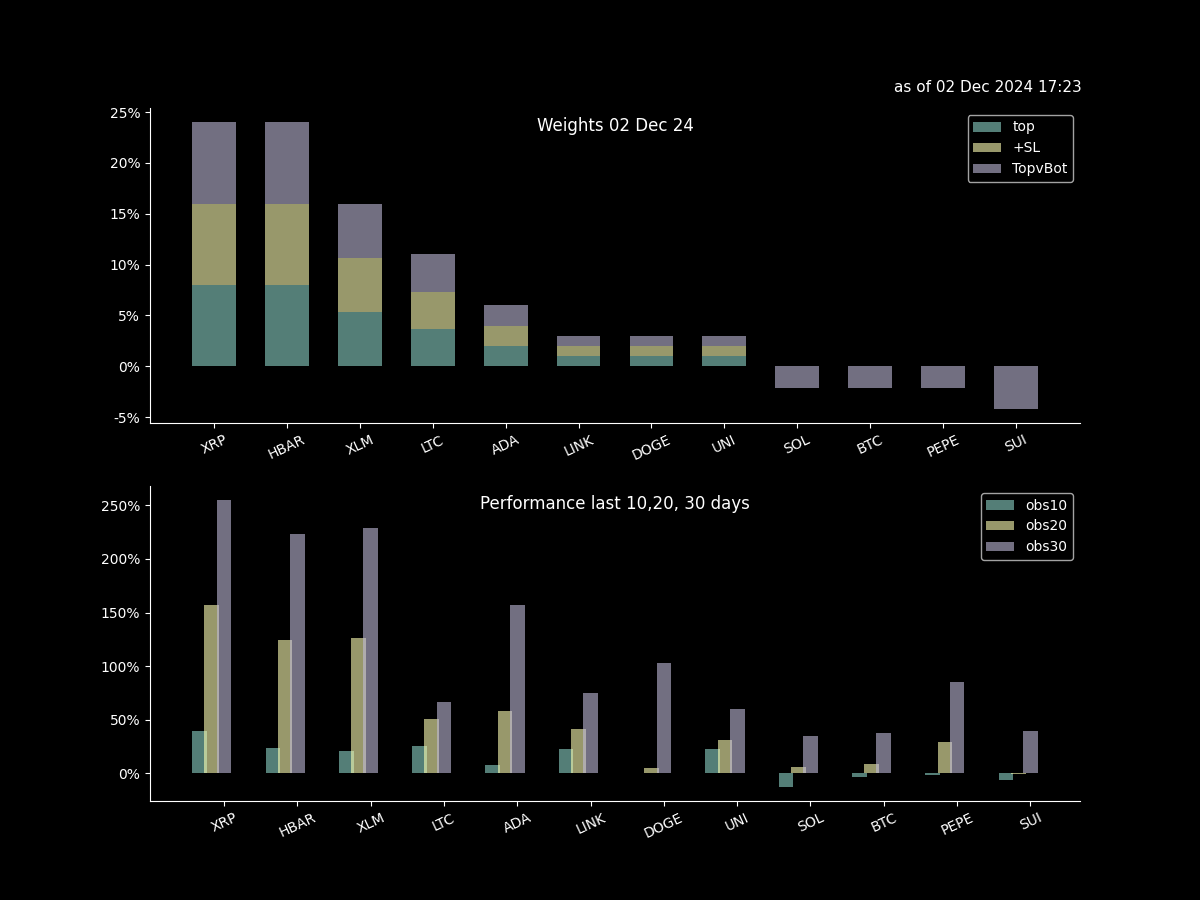 as of 02 Dec 2024 17:23
Weights 02 Dec 24
25%
20%
15%
10%
5%
0%
-5%
top
+SL
TopvBot
XRP HBAR XLM LTC ADA LINK DOGE UNI SOL BTC PEPE SUI
Performance last 10,20, 30 days
250%
200%
150%
100%
50%
0%
obs10
obs20
obs30
XRP HBAR XLM LTC ADA LINK DOGE UNI SOL BTC PEPE SUI